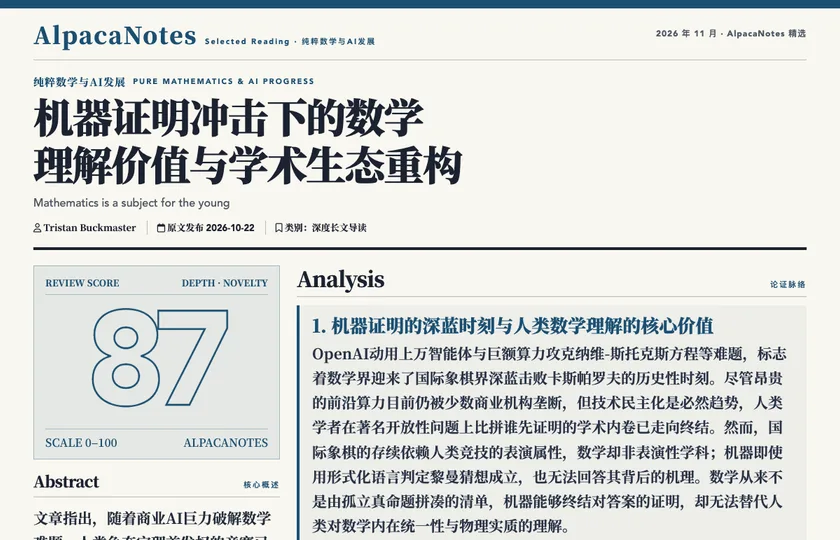 AlpacaNotes Selected Reading · 纯粹数学与AI发展
2026 年 11 月 · AlpacaNotes 精选
纯粹数学与AI发展 PURE MATHEMATICS & AI PROGRESS
机器证明冲击下的数学
理解价值与学术生态重构
Mathematics is a subject for the young
Tristan Buckmaster 原文发布 2026-10-22 类别：深度长文导读
REVIEW SCORE DEPTH · NOVELTY
87
SCALE 0–100 ALPACANOTES
Abstract 核心概述
文章指出，随着商业AI巨力破解数学
Analysis 论证脉络
1. 机器证明的深蓝时刻与人类数学理解的核心价值
OpenAI动用上万智能体与巨额算力攻克纳维-斯托克斯方程等难题，标志
着数学界迎来了国际象棋界深蓝击败卡斯帕罗夫的历史性时刻。尽管昂贵
的前沿算力目前仍被少数商业机构垄断，但技术民主化是必然趋势，人类
学者在著名开放性问题上比拼谁先证明的学术内卷已走向终结。然而，国
际象棋的存续依赖人类竞技的表演属性，数学却非表演性学科；机器即使
用形式化语言判定黎曼猜想成立，也无法回答其背后的机理。数学从来不
是由孤立真命题拼凑的清单，机器能够终结对答案的证明，却无法替代人
类对数学内在统一性与物理实质的理解。